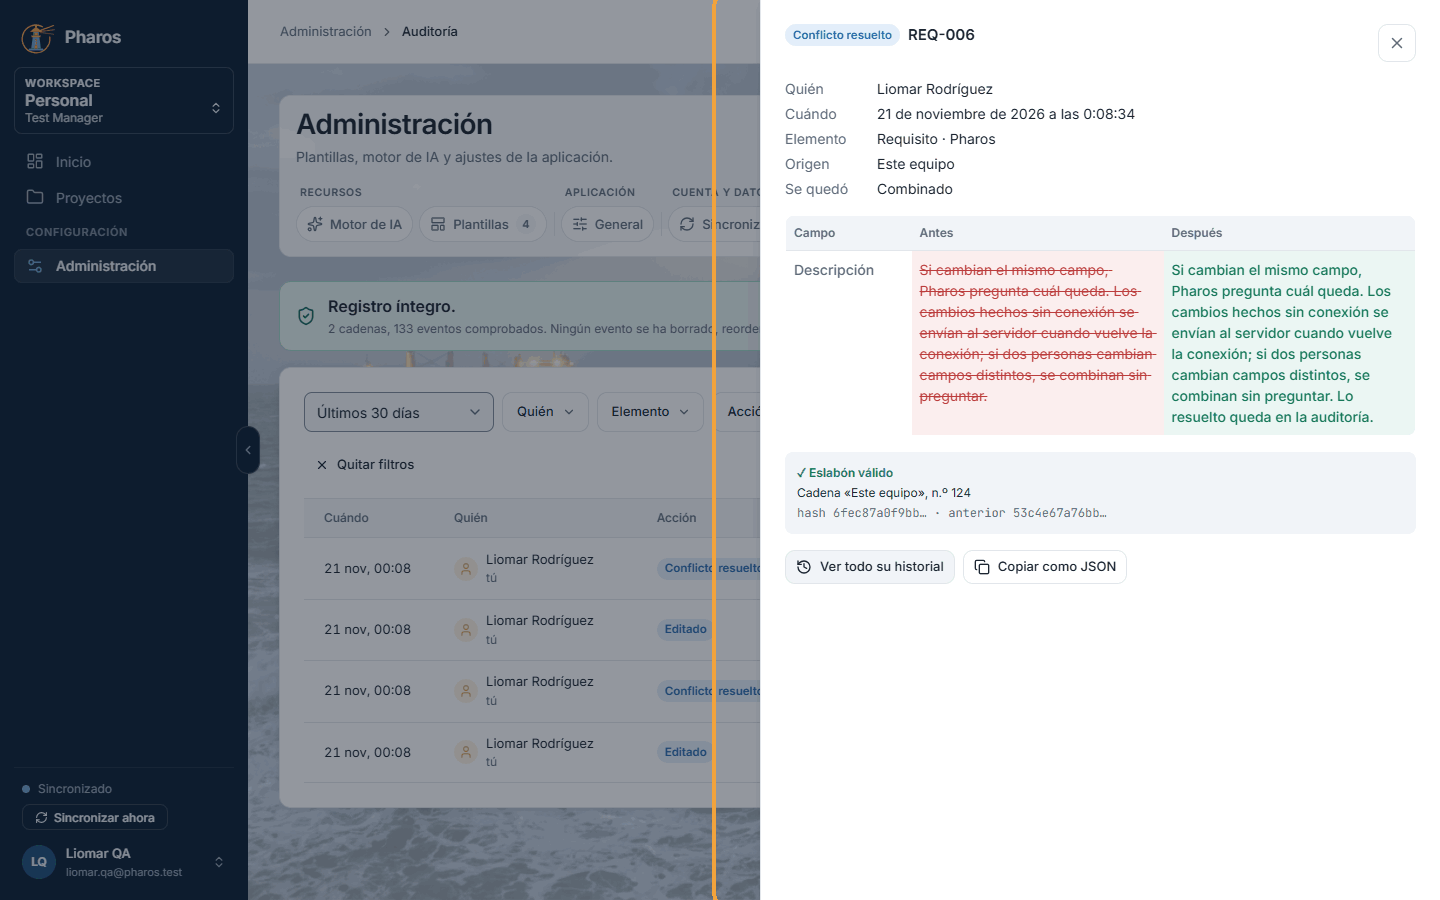 Pharos
WORKSPACE
Personal
Test Manager
Inicio
Proyectos
CONFIGURACIÓN
Administración
Sincronizado
Sincronizar ahora
LQ
Liomar QA
liomar.qa@pharos.test
Administración > Auditoría
Administración
Plantillas, motor de IA y ajustes de la aplicación.
RECURSOS
APLICACIÓN
CUENTA Y DATO
Motor de IA
Plantillas 4
General
Sincroniz
Registro íntegro.
2 cadenas, 133 eventos comprobados. Ningún evento se ha borrado, reorde
Últimos 30 días
Quién
Elemento
Acció
Quitar filtros
Cuándo Quién Acción
21 nov, 00:08 Liomar Rodríguez Conflicto resuelto
tú
21 nov, 00:08 Liomar Rodríguez Editado
tú
21 nov, 00:08 Liomar Rodríguez Conflicto resuelto
tú
21 nov, 00:08 Liomar Rodríguez Editado
tú
Conflicto resuelto REQ-006
Quién Liomar Rodríguez
Cuándo 21 de noviembre de 2026 a las 0:08:34
Elemento Requisito · Pharos
Origen Este equipo
Se quedó Combinado
Campo Antes Después
Descripción
Si cambian el mismo campo,
Pharos pregunta cuál queda. Los
cambios hechos sin conexión se
envían al servidor cuando vuelve la
conexión; si dos personas cambian
campos distintos, se combinan sin
preguntar.
Si cambian el mismo campo,
Pharos pregunta cuál queda. Los
cambios hechos sin conexión se
envían al servidor cuando vuelve
la conexión; si dos personas
cambian campos distintos, se
combinan sin preguntar. Lo
resuelto queda en la auditoría.
✓ Eslabón válido
Cadena «Este equipo», n.º 124
hash 6fec87a0f9bb… · anterior 53c4e67a76bb…
Ver todo su historial
Copiar como JSON